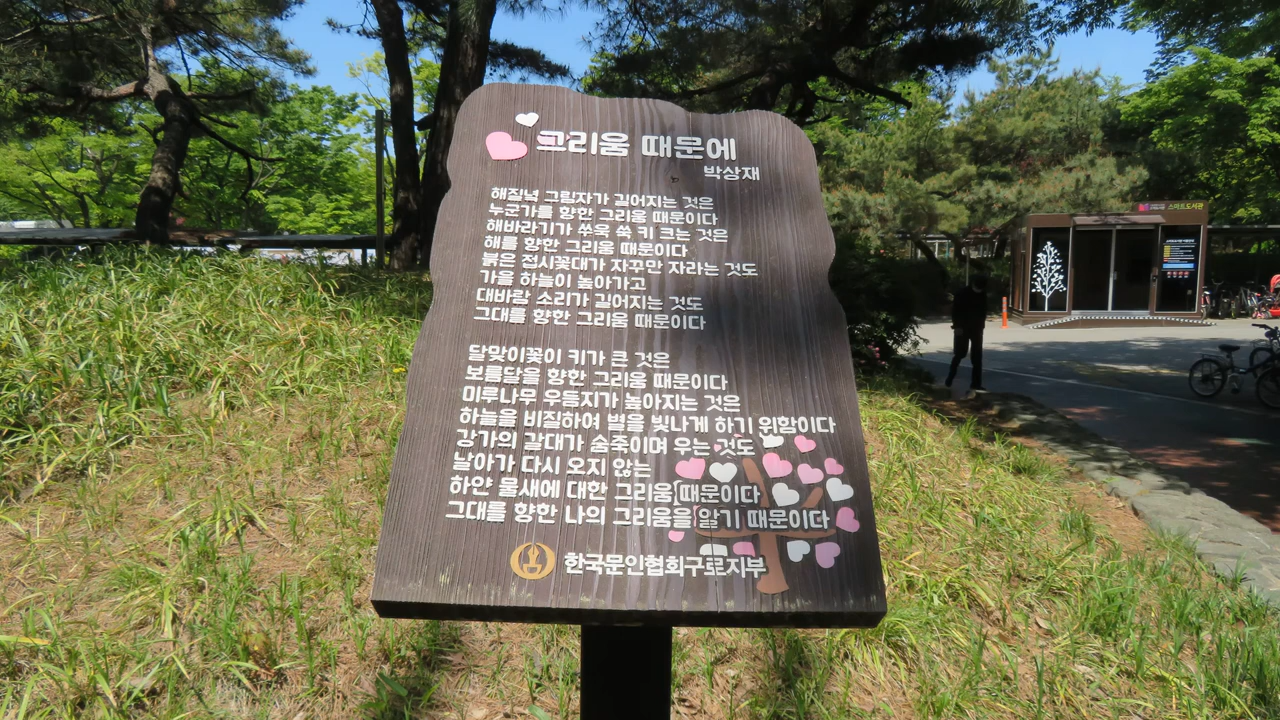 그리움 때문에
박상재
해질녘 그림자가 길어지는 것은
누군가를 향한 그리움 때문이다
해바라기가 쑤욱 쑥 키 크는 것은
해를 향한 그리움 때문이다
붉은 접시꽃대가 자꾸만 자라는 것도
가을 하늘이 높아가고
대바람 소리가 길어지는 것도
그대를 향한 그리움 때문이다
달맞이꽃이 키가 큰 것은
보름달을 향한 그리움 때문이다
미루나무 우듬지가 높아지는 것은
하늘을 비질하여 별을 빛나게 하기 위함이다
강가의 갈대가 숨죽이며 우는 것도
날아가 다시 오지 않는
하얀 물새에 대한 그리움 때문이다
그대를 향한 나의 그리움을 알기 때문이다
한국문인협회구로지부
스마트도서관